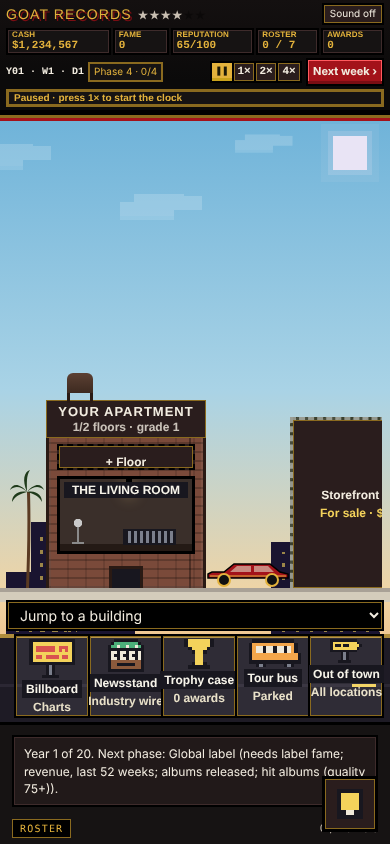 GOAT RECORDS ★★★★★★
Sound off
CASH
$1,234,567
FAME
0
REPUTATION
65/100
ROSTER
0 / 7
AWARDS
0
Y01 · W1 · D1
Phase 4 · 0/4
1×
2×
4×
Next week ›
Paused · press 1× to start the clock
YOUR APARTMENT
1/2 floors · grade 1
+ Floor
THE LIVING ROOM
Storefront
For sale · $
Jump to a building
Billboard
Charts
Newsstand
Industry wire
Trophy case
0 awards
Tour bus
Parked
Out of town
All locations
Year 1 of 20. Next phase: Global label (needs label fame;
revenue, last 52 weeks; albums released; hit albums (quality
75+)).
ROSTER